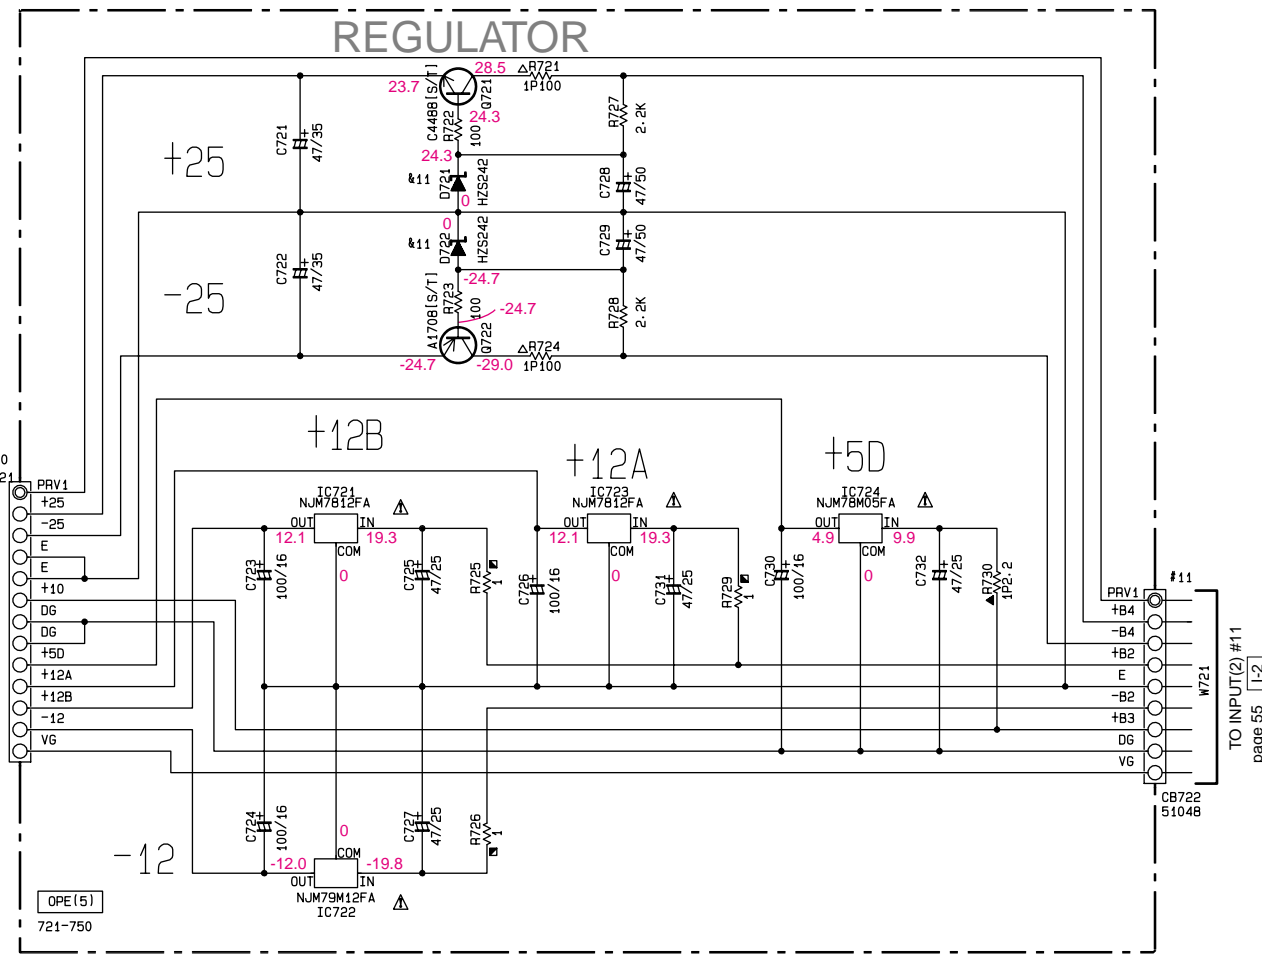 REGULATOR
28.5
R721
1P100
23.7
C4488[S/T]
Q721
24.3
R722
100
24.3
R727
2.2K
C721
47/35
+25
&11
D721
HZS242
0
C728
47/50
0
&11
D722
HZS242
C729
47/50
C722
47/35
-25
-24.7
A1708[S/T]
R723
100
-24.7
R728
2.2K
Q722
R724
1P100
-24.7
-29.0
+12B
+12A
+5D
PRV1
+25
-25
E
E
+10
DG
DG
+5D
+12A
+12B
-12
VG
IC721
NJM7812FA
OUT
IN
12.1
19.3
COM
0
C723
100/16
C725
47/25
R725
1
IC723
NJM7812FA
OUT
IN
12.1
19.3
COM
0
C726
100/16
C731
47/25
R729
1
IC724
NJM78M05FA
OUT
IN
4.9
9.9
COM
0
C730
100/16
C732
47/25
R730
1P2.2
#11
PRV1
+B4
-B4
+B2
E
-B2
+B3
DG
VG
W721
TO INPUT(2) #11
page 55
I-2
CB722
51048
C724
100/16
C727
47/25
R726
1
0
COM
-12
-12.0
-19.8
OUT
IN
NJM79M12FA
IC722
OPE(5)
721-750